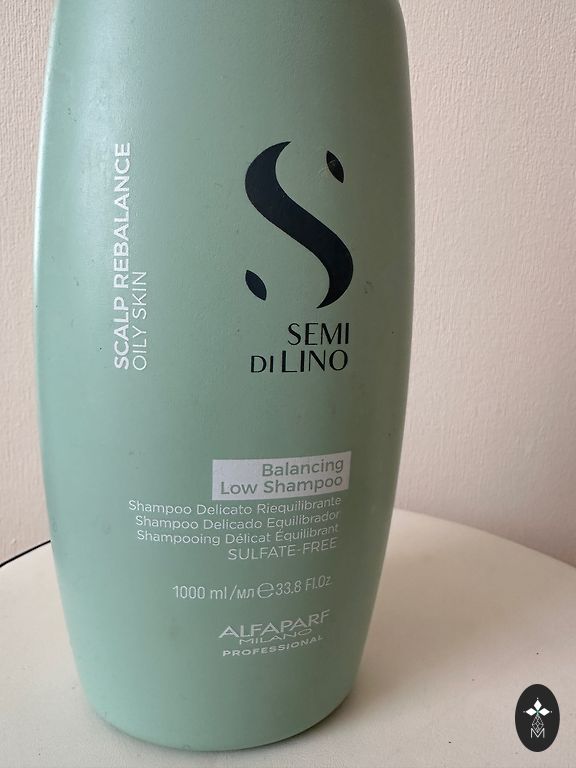 SCALP REBALANCE
OILY SKIN
SEMI
DI LINO
Balancing
Low Shampoo
Shampoo Delicato Riequilibrante
Shampoo Delicado Equilibrador
Shampooing Délicat Équilibrant
SULFATE-FREE
1000 ml/мл ℮ 33.8 Fl.Oz.
ALFAPARF
MILANO
PROFESSIONAL
M